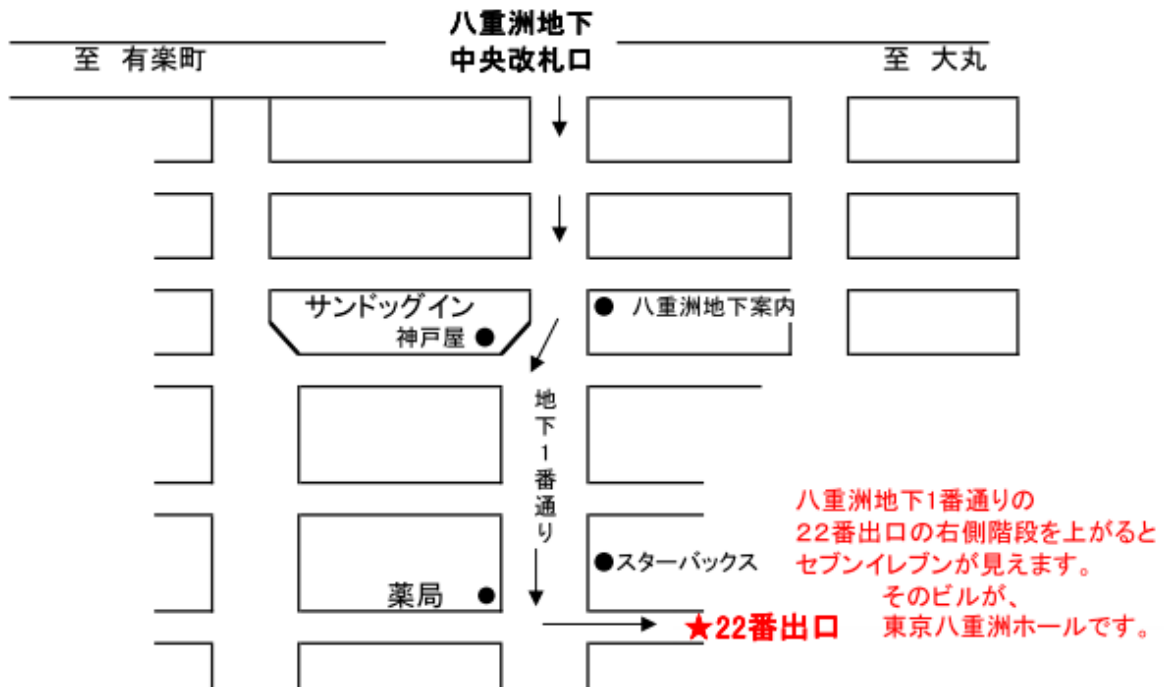 八重洲地下
中央改札口
至 有楽町
至 大丸
サンドッグイン
神戸屋
八重洲地下案内
地下1番通り
八重洲地下1番通りの
22番出口の右側階段を上がると
セブンイレブンが見えます。
そのビルが、
東京八重洲ホールです。
スターバックス
薬局
★22番出口